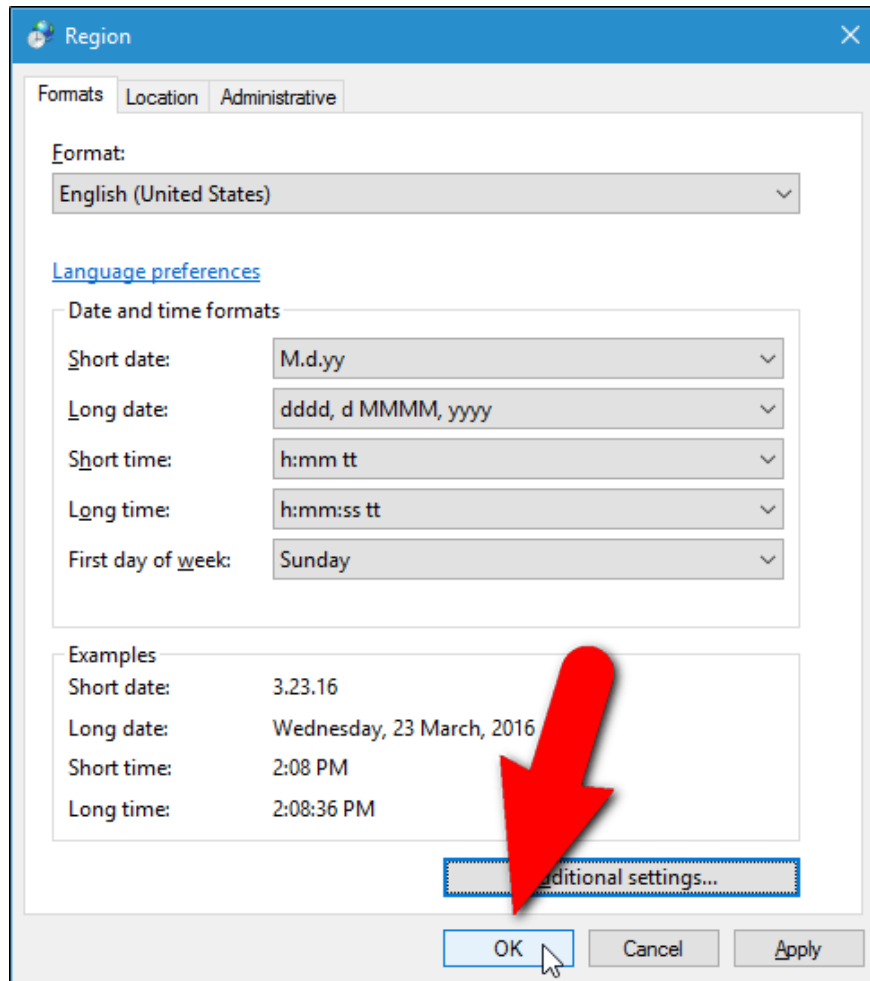 Region
Formats Location Administrative
Format:
English (United States)
Language preferences
Date and time formats
Short date: M.d.yy
Long date: dddd, d MMMM, yyyy
Short time: h:mm tt
Long time: h:mm:ss tt
First day of week: Sunday
Examples
Short date: 3.23.16
Long date: Wednesday, 23 March, 2016
Short time: 2:08 PM
Long time: 2:08:36 PM
Additional settings...
OK Cancel Apply